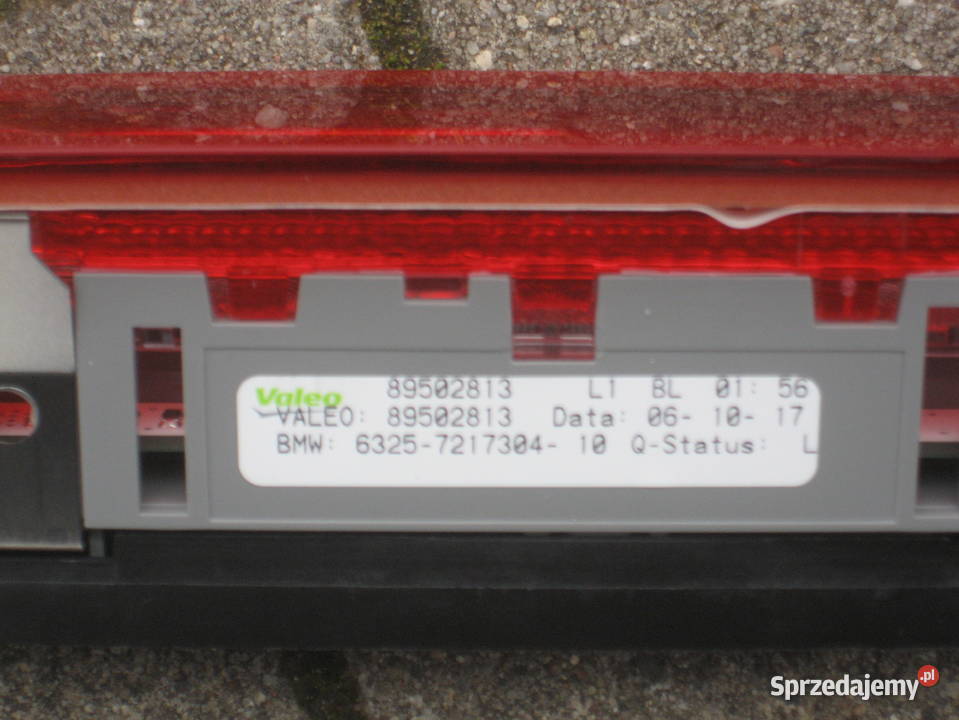 Valeo 89502813 L1 BL 01: 56
VALEO: 89502813 Data: 06- 10- 17
BMW: 6325-7217304- 10 Q-Status: L
Sprzedajemy.pl